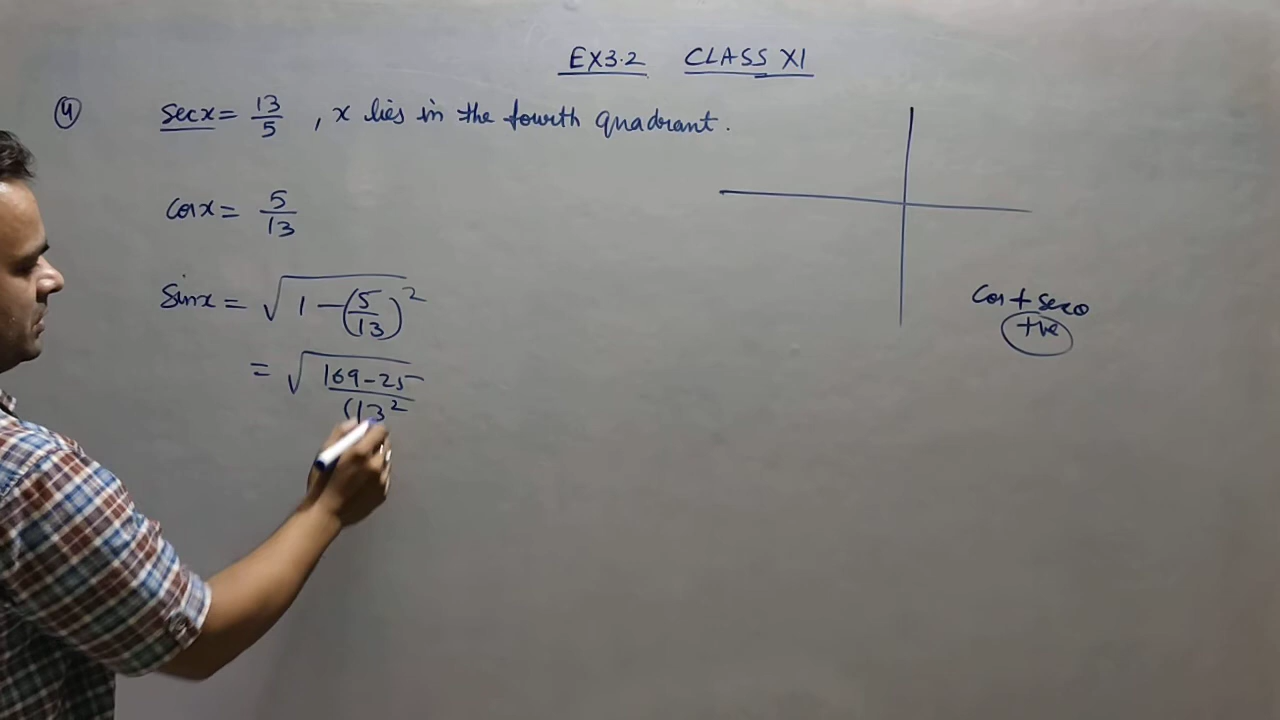 EX3.2 CLASS XI
4 secx = 13/5 , x lies in the fourth quadrant.
cosx = 5/13
Sinx = √1-(5/13)²
= √169-25/(13²
cos + sec
+ve